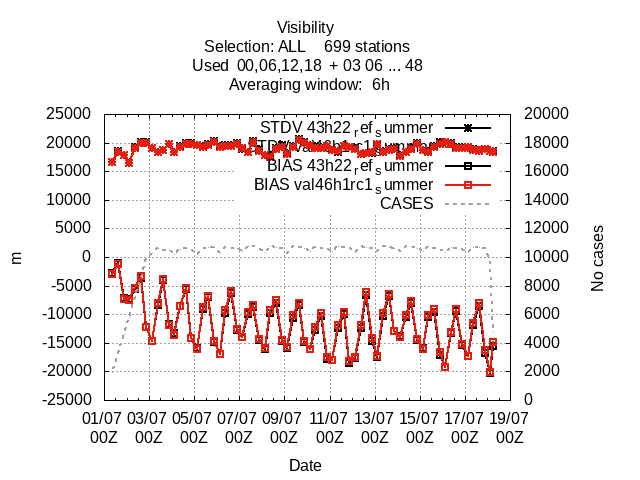 Visibility
Selection: ALL 699 stations
Used 00,06,12,18 + 03 06 ... 48
Averaging window: 6h
25000
20000
15000
10000
5000
0
-5000
-10000
-15000
-20000
-25000
m
STDV 43h22refsummer
BIAS 43h22refsummer
BIAS val46h1rc1summer
CASES
20000
18000
16000
14000
12000
10000
8000
6000
4000
2000
0
No cases
01/07 03/07 05/07 07/07 09/07 11/07 13/07 15/07 17/07 19/07
00Z 00Z 00Z 00Z 00Z 00Z 00Z 00Z 00Z 00Z
Date